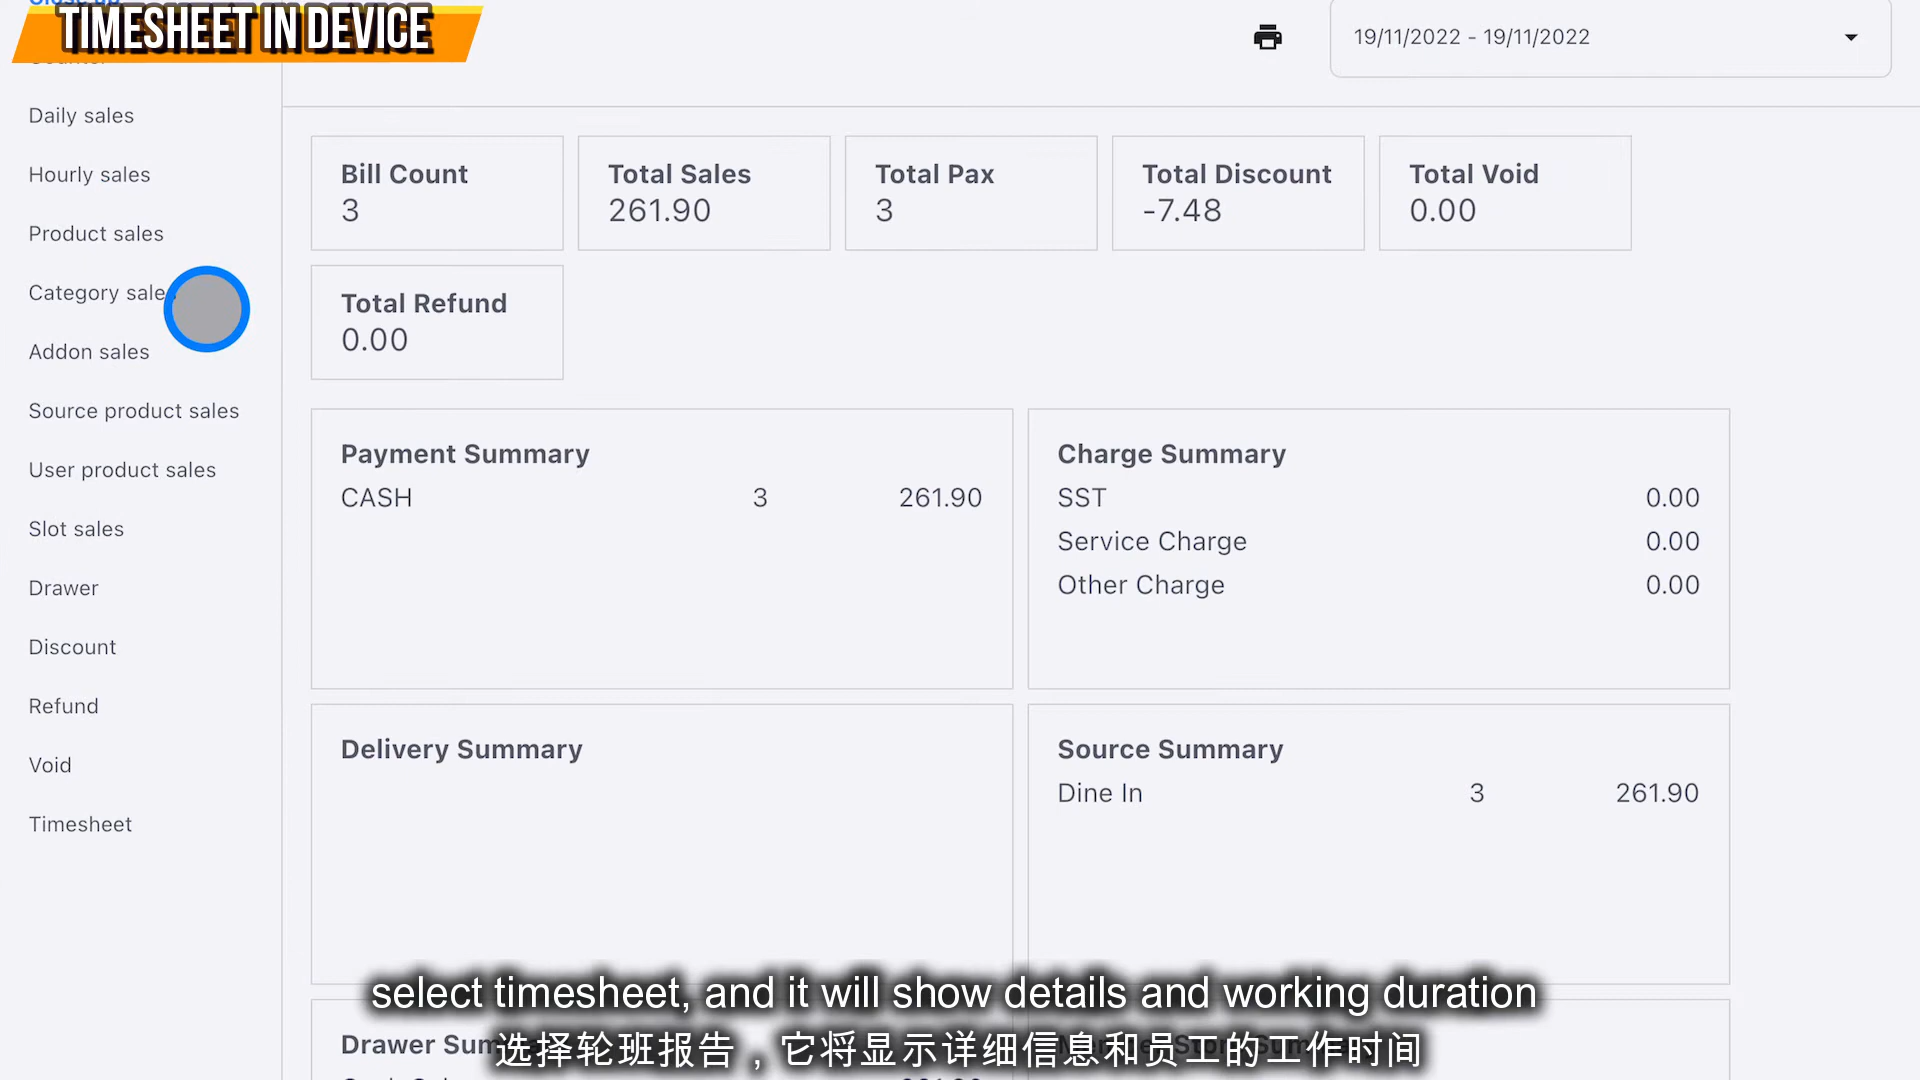 TIMESHEET IN DEVICE
19/11/2022 - 19/11/2022
Daily sales
Hourly sales
Product sales
Category sales
Addon sales
Source product sales
User product sales
Slot sales
Drawer
Discount
Refund
Void
Timesheet
Bill Count
3
Total Sales
261.90
Total Pax
3
Total Discount
-7.48
Total Void
0.00
Total Refund
0.00
Payment Summary
CASH 3 261.90
Charge Summary
SST 0.00
Service Charge 0.00
Other Charge 0.00
Delivery Summary
Source Summary
Dine In 3 261.90
Drawer Sum
select timesheet, and it will show details and working duration
选择轮班报告，它将显示详细信息和员工的工作时间